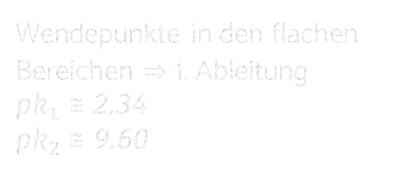 Wendepunkte in den flachen
Bereichen ⇒ 1. Ableitung
pk₁ ≅ 2.34
pk₂ ≅ 9.60